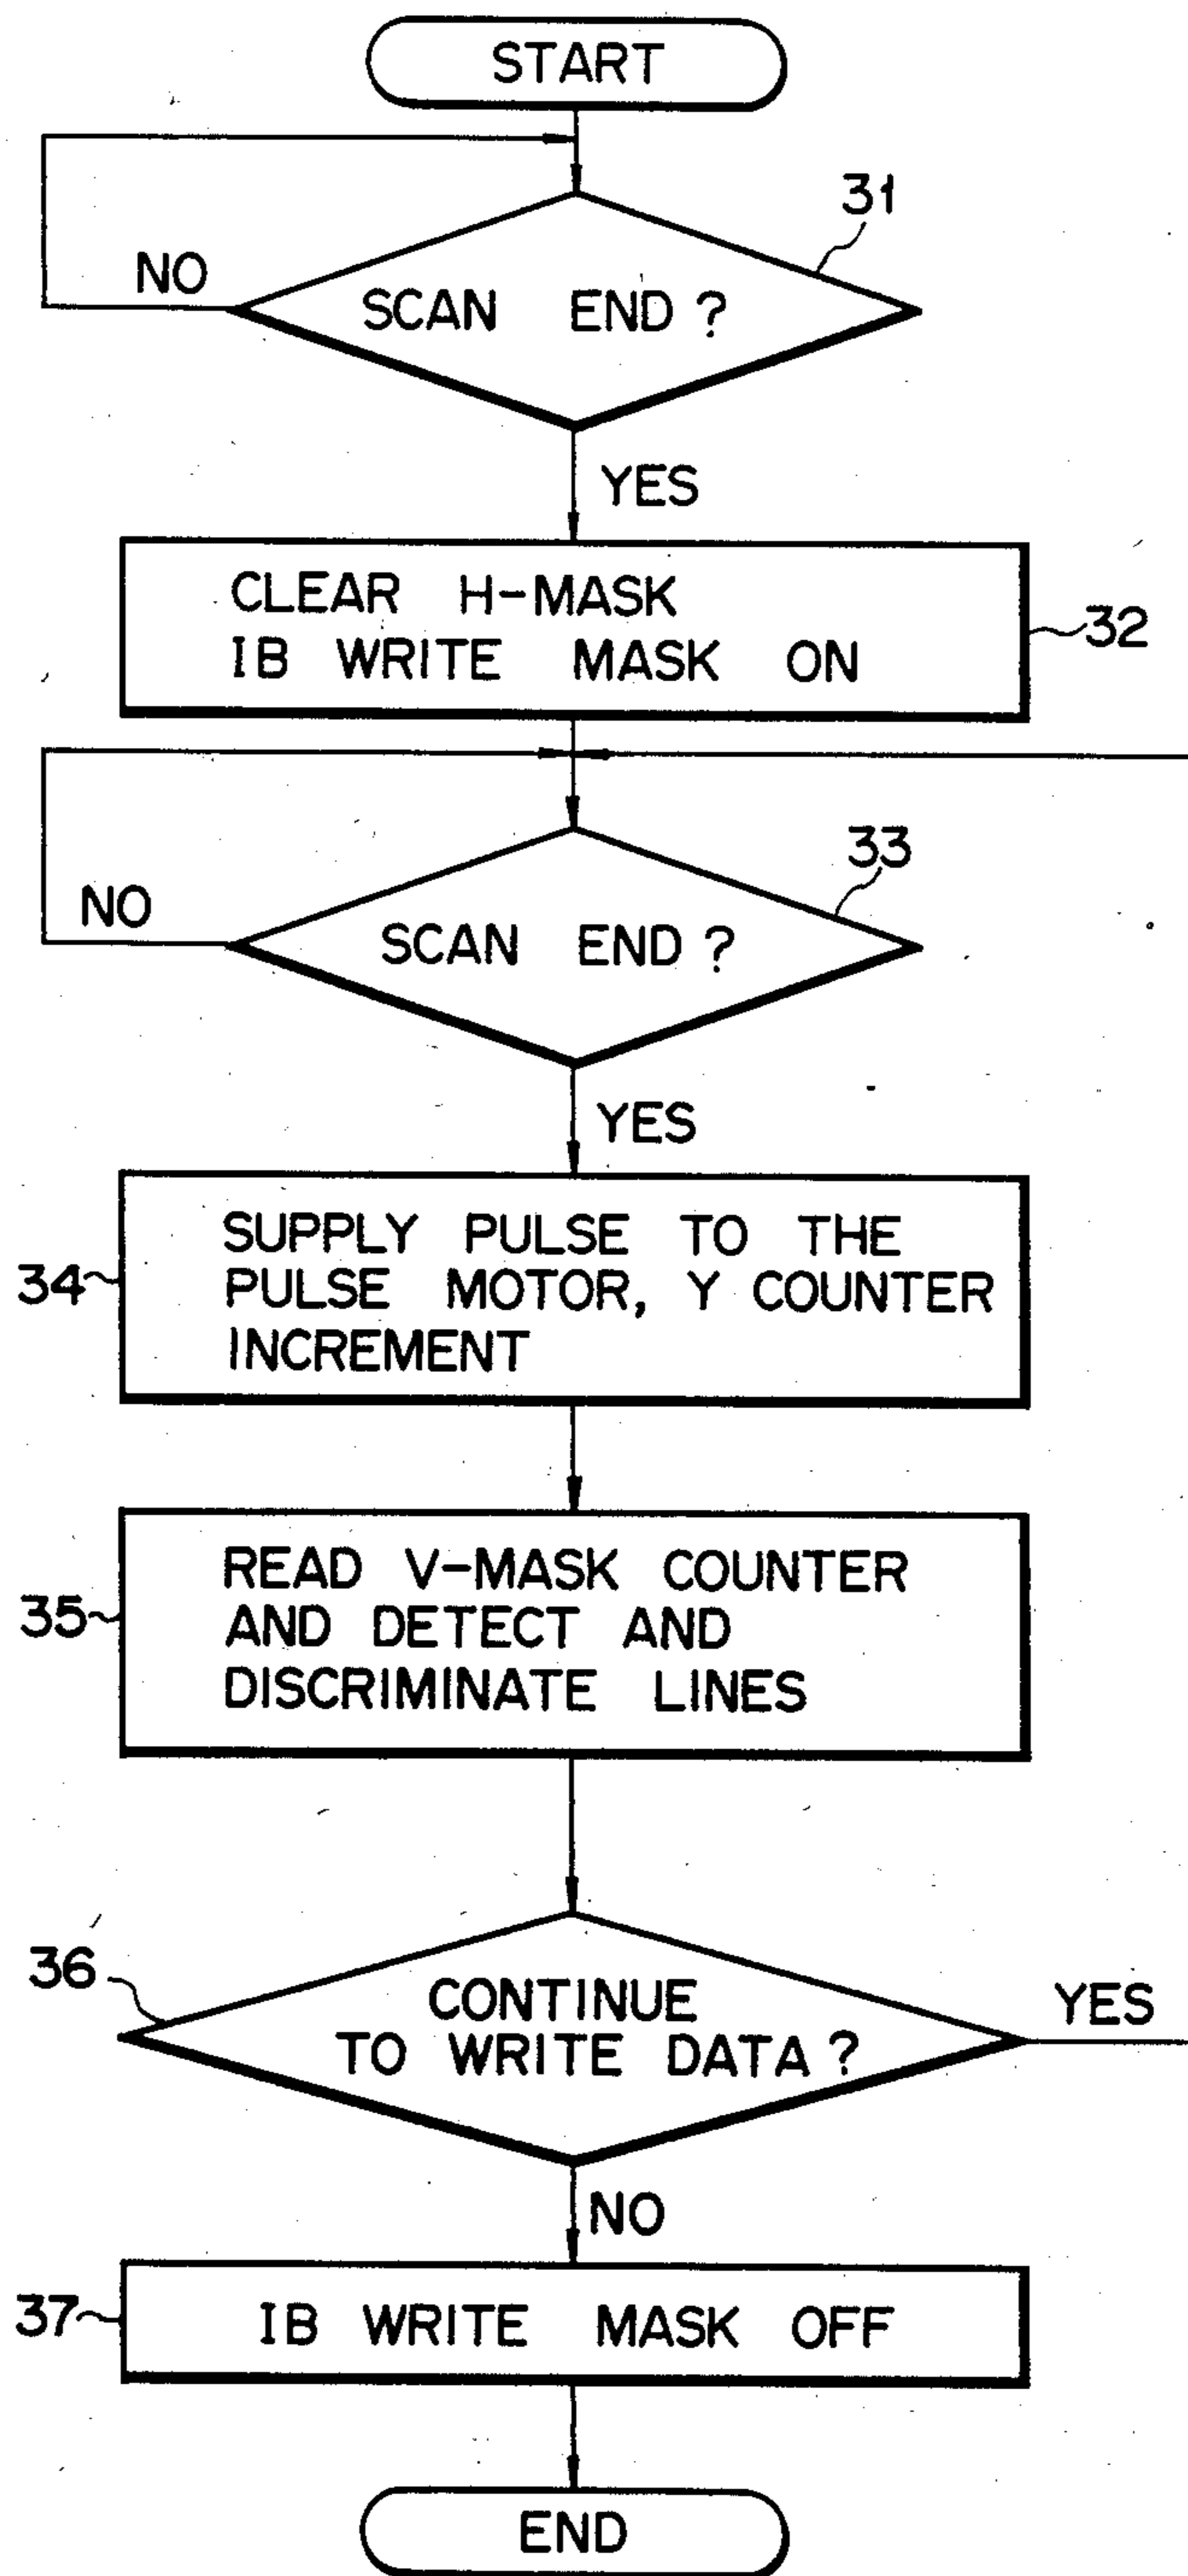 START
31
NO
SCAN END ?
YES
CLEAR H-MASK
IB WRITE MASK ON
32
33
NO
SCAN END ?
YES
SUPPLY PULSE TO THE
34
PULSE MOTOR, Y COUNTER
INCREMENT
READ V-MASK COUNTER
35
AND DETECT AND
DISCRIMINATE LINES
36
CONTINUE
YES
TO WRITE DATA ?
NO
37
IB WRITE MASK OFF
END